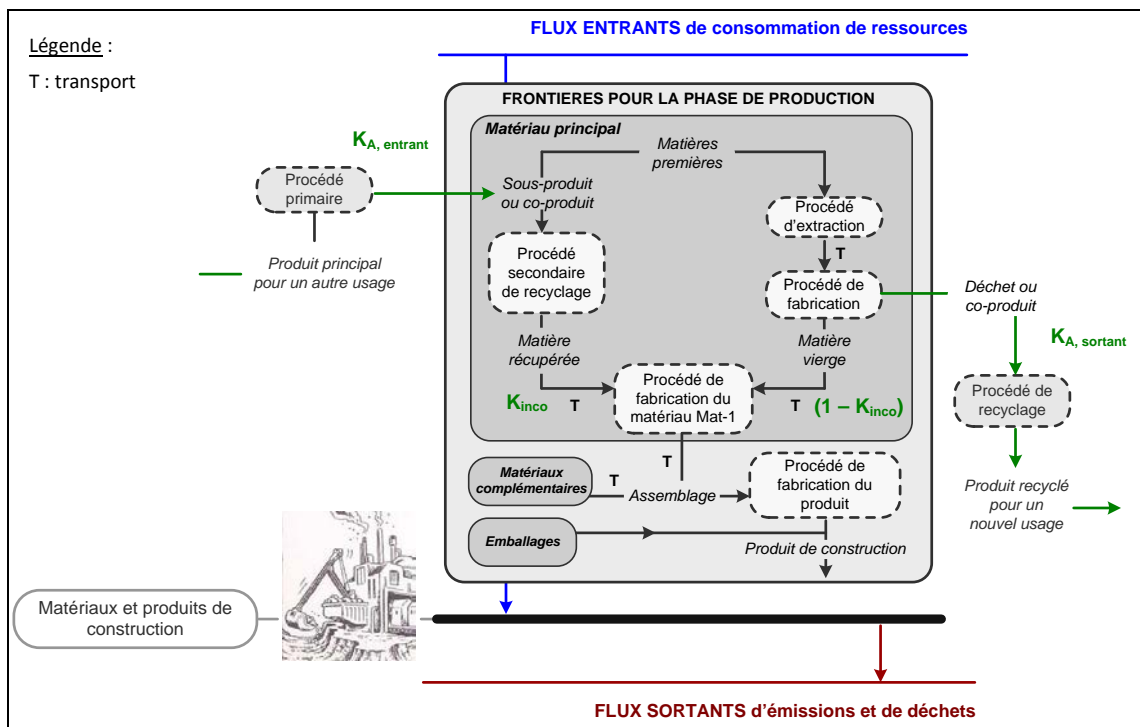 FLUX ENTRANTS de consommation de ressources
Légende :
T : transport
FRONTIERES POUR LA PHASE DE PRODUCTION
Matériau principal
K_A, entrant
Matières
premières
Procédé
primaire
Sous-produit
ou co-produit
Procédé
d'extraction
T
Produit principal
pour un autre usage
Procédé
secondaire
de recyclage
Procédé de
fabrication
Déchet ou
co-produit
Matière
récupérée
Matière
vierge
K_A, sortant
K_inco
T
Procédé de
fabrication du
matériau Mat-1
T
(1 – K_inco)
Procédé de
recyclage
T
Matériaux
complémentaires
T
Assemblage
Procédé de
fabrication du
produit
Produit recyclé
pour un
nouvel usage
Emballages
Produit de construction
Matériaux et produits de
construction
FLUX SORTANTS d'émissions et de déchets